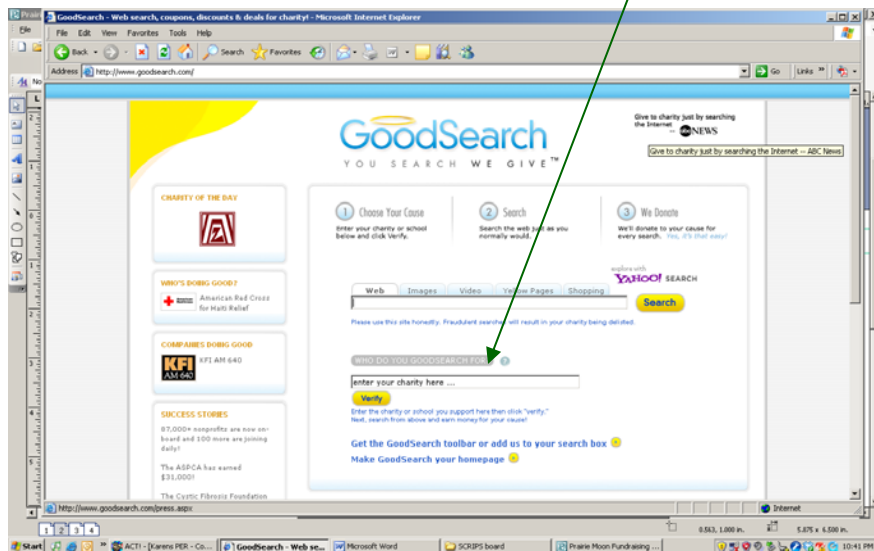 Prairie
GoodSearch - Web search, coupons, discounts & deals for charity! - Microsoft Internet Explorer
File
File Edit View Favorites Tools Help
Back Search Favorites
Address http://www.goodsearch.com/ Go Links
No
L
GoodSearch
YOU SEARCH WE GIVE™
Give to charity just by searching
the Internet
-- abc NEWS
Give to charity just by searching the Internet -- ABC News
CHARITY OF THE DAY
A
WHO'S DOING GOOD?
American Red Cross
for Haiti Relief
COMPANIES DOING GOOD
KFI
AM 640
KFI AM 640
SUCCESS STORIES
87,000+ nonprofits are now on-
board and 100 more are joining
daily!
The ASPCA has earned
$31,000!
The Cystic Fibrosis Foundation
1 Choose Your Cause
Enter your charity or school
below and click Verify.
2 Search
Search the web just as you
normally would.
3 We Donate
We'll donate to your cause for
every search. Yes, it's that easy!
explore with
YAHOO! SEARCH
Web Images Video Yellow Pages Shopping
Search
Please use this site honestly. Fraudulent searches will result in your charity being delisted.
WHO DO YOU GOODSEARCH FOR? ?
enter your charity here ...
Verify
Enter the charity or school you support here then click "verify."
Next, search from above and earn money for your cause!
Get the GoodSearch toolbar or add us to your search box
Make GoodSearch your homepage
http://www.goodsearch.com/press.aspx Internet
1 2 3 4 0.563, 1.000 in. 5.875 x 6.500 in.
Start ACT! - [Karens PER - Co... GoodSearch - Web se... Microsoft Word SCRIPS board Prairie Moon Fundraising ... 10:41 PM